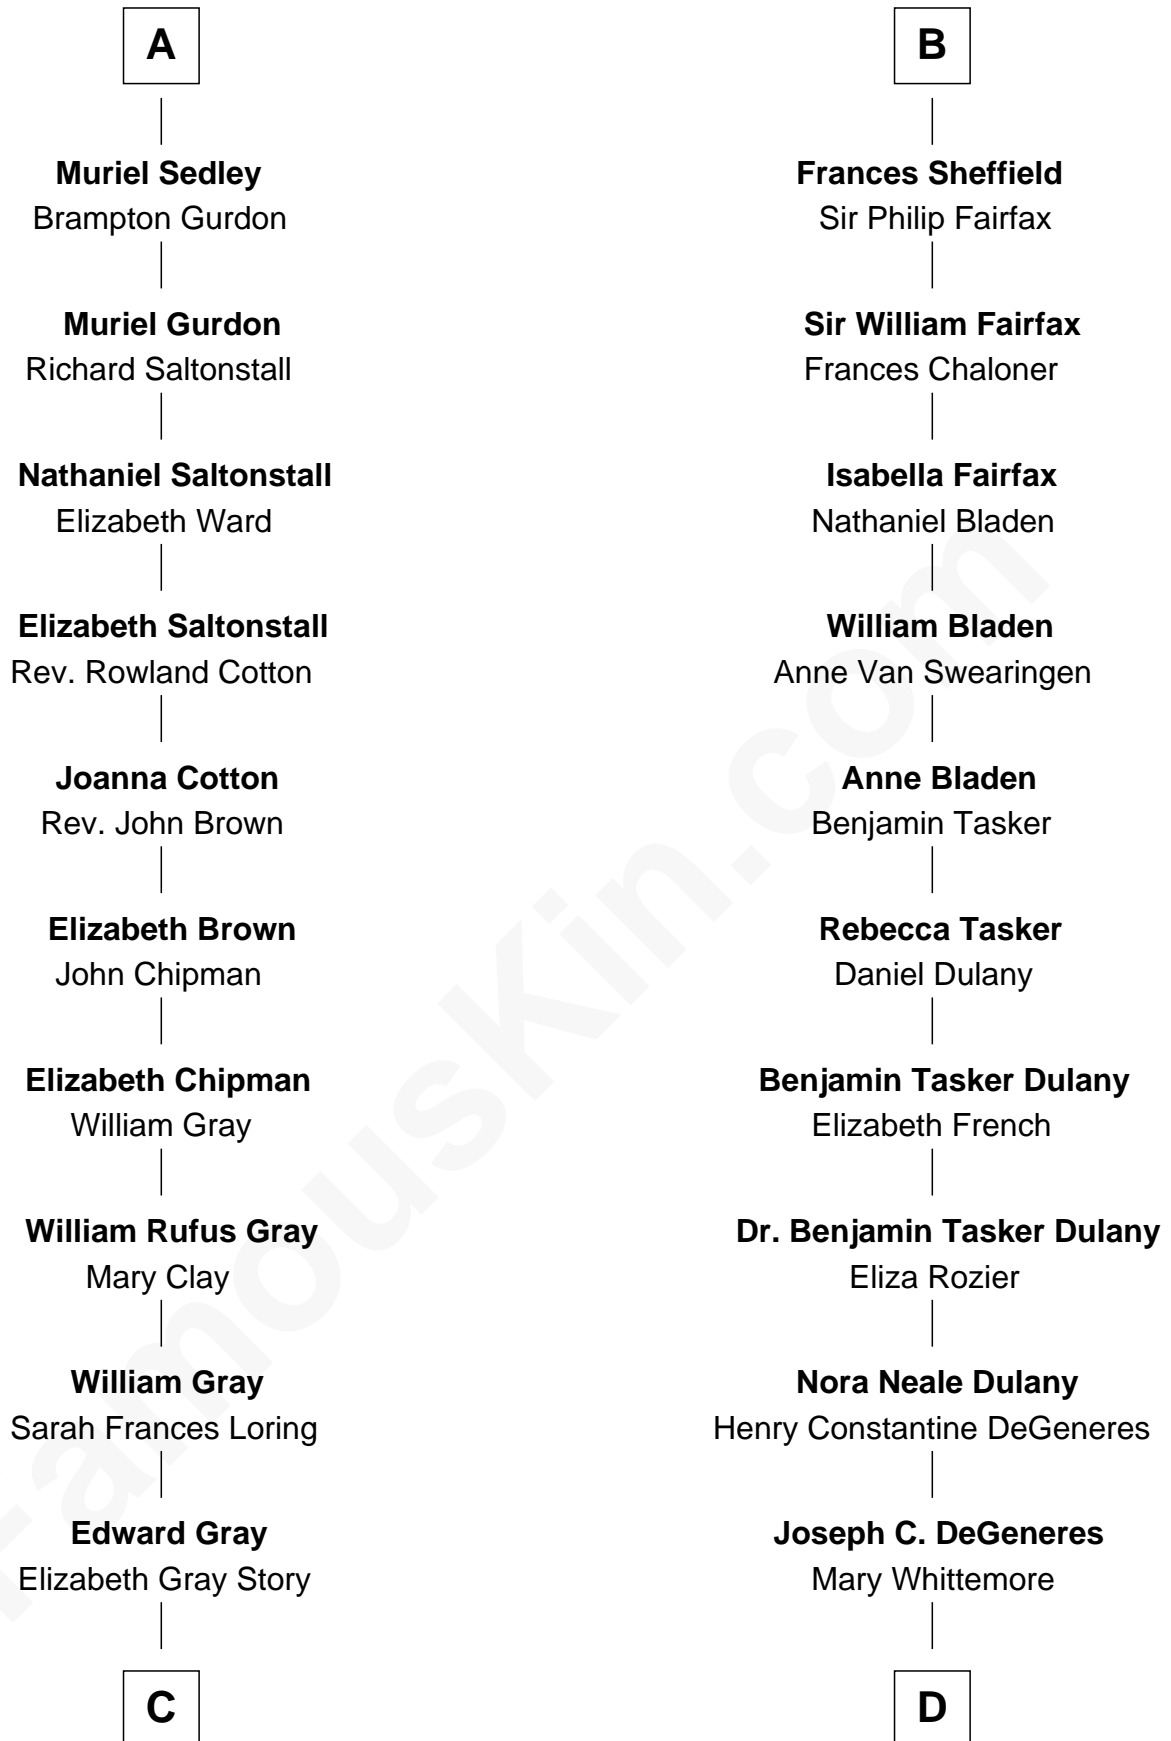 A
Muriel Sedley
Brampton Gurdon
Muriel Gurdon
Richard Saltonstall
Nathaniel Saltonstall
Elizabeth Ward
Elizabeth Saltonstall
Rev. Rowland Cotton
Joanna Cotton
Rev. John Brown
Elizabeth Brown
John Chipman
Elizabeth Chipman
William Gray
William Rufus Gray
Mary Clay
William Gray
Sarah Frances Loring
Edward Gray
Elizabeth Gray Story
C
B
Frances Sheffield
Sir Philip Fairfax
Sir William Fairfax
Frances Chaloner
Isabella Fairfax
Nathaniel Bladen
William Bladen
Anne Van Swearingen
Anne Bladen
Benjamin Tasker
Rebecca Tasker
Daniel Dulany
Benjamin Tasker Dulany
Elizabeth French
Dr. Benjamin Tasker Dulany
Eliza Rozier
Nora Neale Dulany
Henry Constantine DeGeneres
Joseph C. DeGeneres
Mary Whittemore
D
FamousKin.com